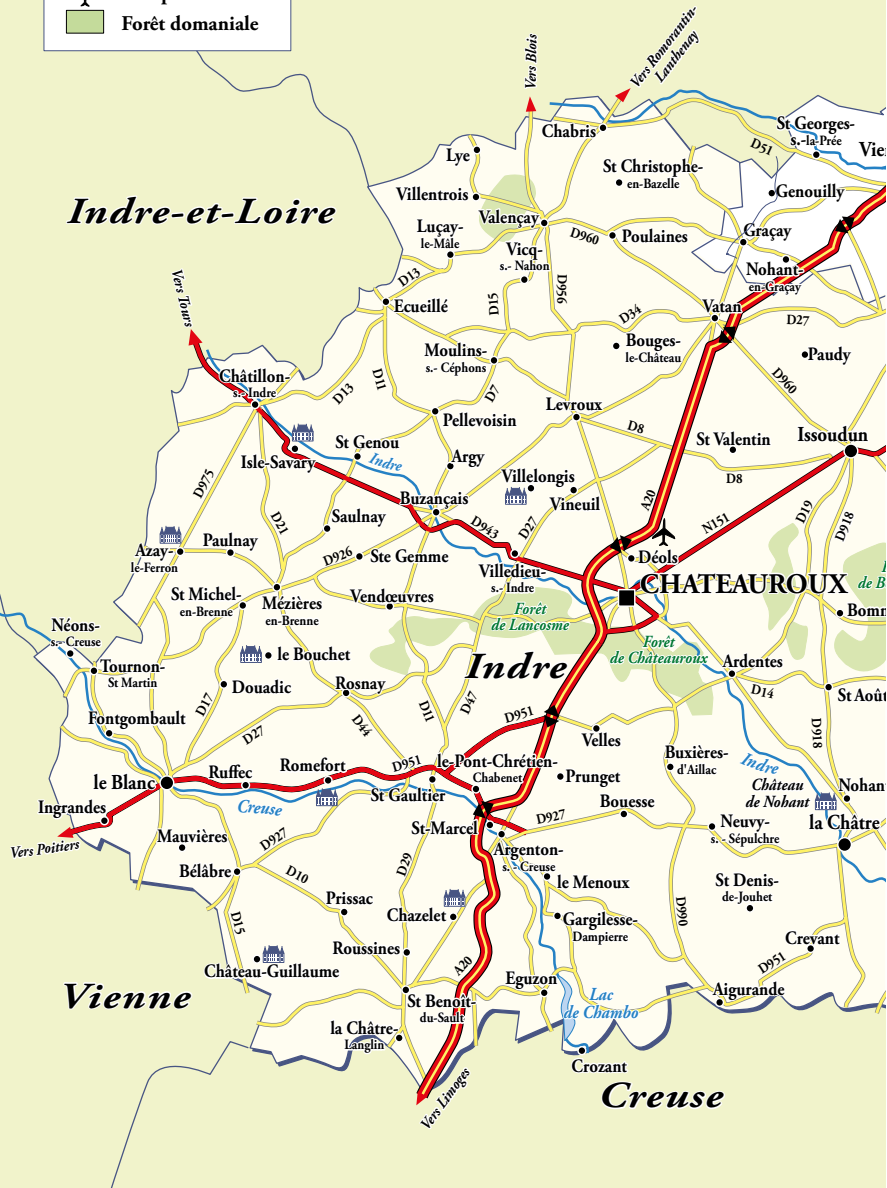 Forêt domaniale
Vers Blois
Vers Romorantin-
Lanthenay
Chabris
St Georges-
s.-la-Prée
D51
Lye
St Christophe-
en-Bazelle
Genouilly
Villentrois
Indre-et-Loire
Valençay
Luçay-
le-Mâle
D960
Poulaines
Graçay
Vicq-
s.- Nahon
Nohant-
en-Graçay
Vers Tours
D13
D15
D956
Ecueillé
Vatan
D34
D27
Bouges-
le-Château
Moulins-
s.- Céphons
Paudy
Châtillon-
s.- Indre
D13
D11
D7
D960
Levroux
Pellevoisin
D8
St Valentin
Issoudun
St Genou
Indre
Isle-Savary
Argy
D8
Villelongis
D975
Buzançais
Vineuil
A20
D19
D918
D21
Saulnay
D943
D27
N151
Azay-
le-Ferron
Paulnay
D926
Ste Gemme
Déols
Villedieu-
s.- Indre
CHATEAUROUX
St Michel-
en-Brenne
Mézières
en-Brenne
Vendœuvres
Forêt
de Lancosme
Néons-
s.- Creuse
le Bouchet
Indre
Forêt
de Châteauroux
Tournon-
St Martin
Ardentes
Douadic
Rosnay
D14
St Août
D17
D44
D11
D47
D951
Fontgombault
D27
Velles
D918
le Blanc
Ruffec
Romefort
D951
le-Pont-Chrétien-
Chabenet
Buxières-
d'Aillac
Indre
Prunget
Château
de Nohant
Ingrandes
Creuse
St Gaultier
Bouesse
la Châtre
Vers Poitiers
Mauvières
D927
St-Marcel
D927
Neuvy-
s. - Sépulchre
Argenton-
s. - Creuse
Bélâbre
D10
D29
le Menoux
St Denis-
de-Jouhet
Prissac
Chazelet
Gargilesse-
Dampierre
D990
D15
Roussines
Crevant
D951
Château-Guillaume
A20
Eguzon
Aigurande
Vienne
St Benoît-
du-Sault
Lac
de Chambo
la Châtre-
Langlin
Crozant
Vers Limoges
Creuse